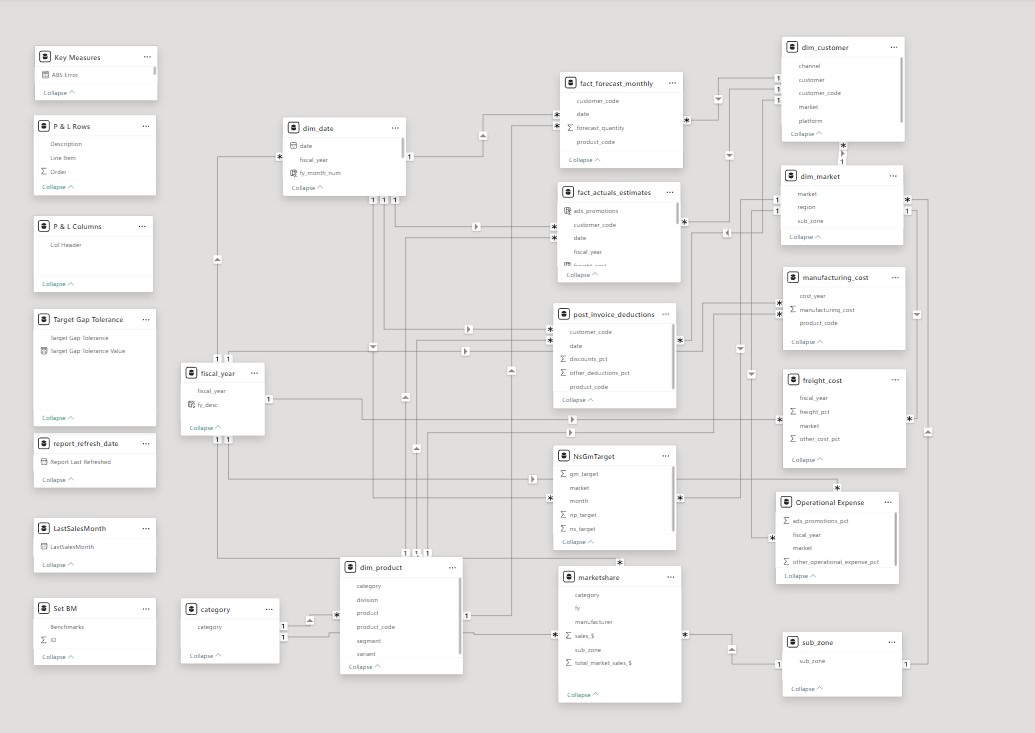 Key Measures
ABS Error
Collapse
P & L Rows
Description
Line Item
Order
Collapse
P & L Columns
Col Header
Collapse
Target Gap Tolerance
Target Gap Tolerance
Target Gap Tolerance Value
Collapse
report_refresh_date
Report Last Refreshed
Collapse
LastSalesMonth
LastSalesMonth
Collapse
Set BM
Benchmarks
Collapse
dim_date
date
fiscal_year
fy_month_num
Collapse
fiscal_year
fiscal_year
fy_desc
Collapse
category
category
Collapse
dim_product
category
division
product
product_code
segment
variant
Collapse
fact_forecast_monthly
customer_code
date
forecast_quantity
product_code
Collapse
fact_actuals_estimates
ads_promotions
customer_code
date
fiscal_year
Collapse
post_invoice_deductions
customer_code
date
discounts_pct
other_deductions_pct
product_code
Collapse
NsGmTarget
gm_target
market
month
np_target
ns_target
Collapse
marketshare
category
fy
manufacturer
sales_$
sub_zone
total_market_sales_$
Collapse
dim_customer
channel
customer
customer_code
market
platform
Collapse
dim_market
market
region
sub_zone
Collapse
manufacturing_cost
cost_year
manufacturing_cost
product_code
Collapse
freight_cost
fiscal_year
freight_pct
market
other_cost_pct
Collapse
Operational Expense
ads_promotions_pct
fiscal_year
market
other_operational_expense_pct
Collapse
sub_zone
sub_zone
Collapse